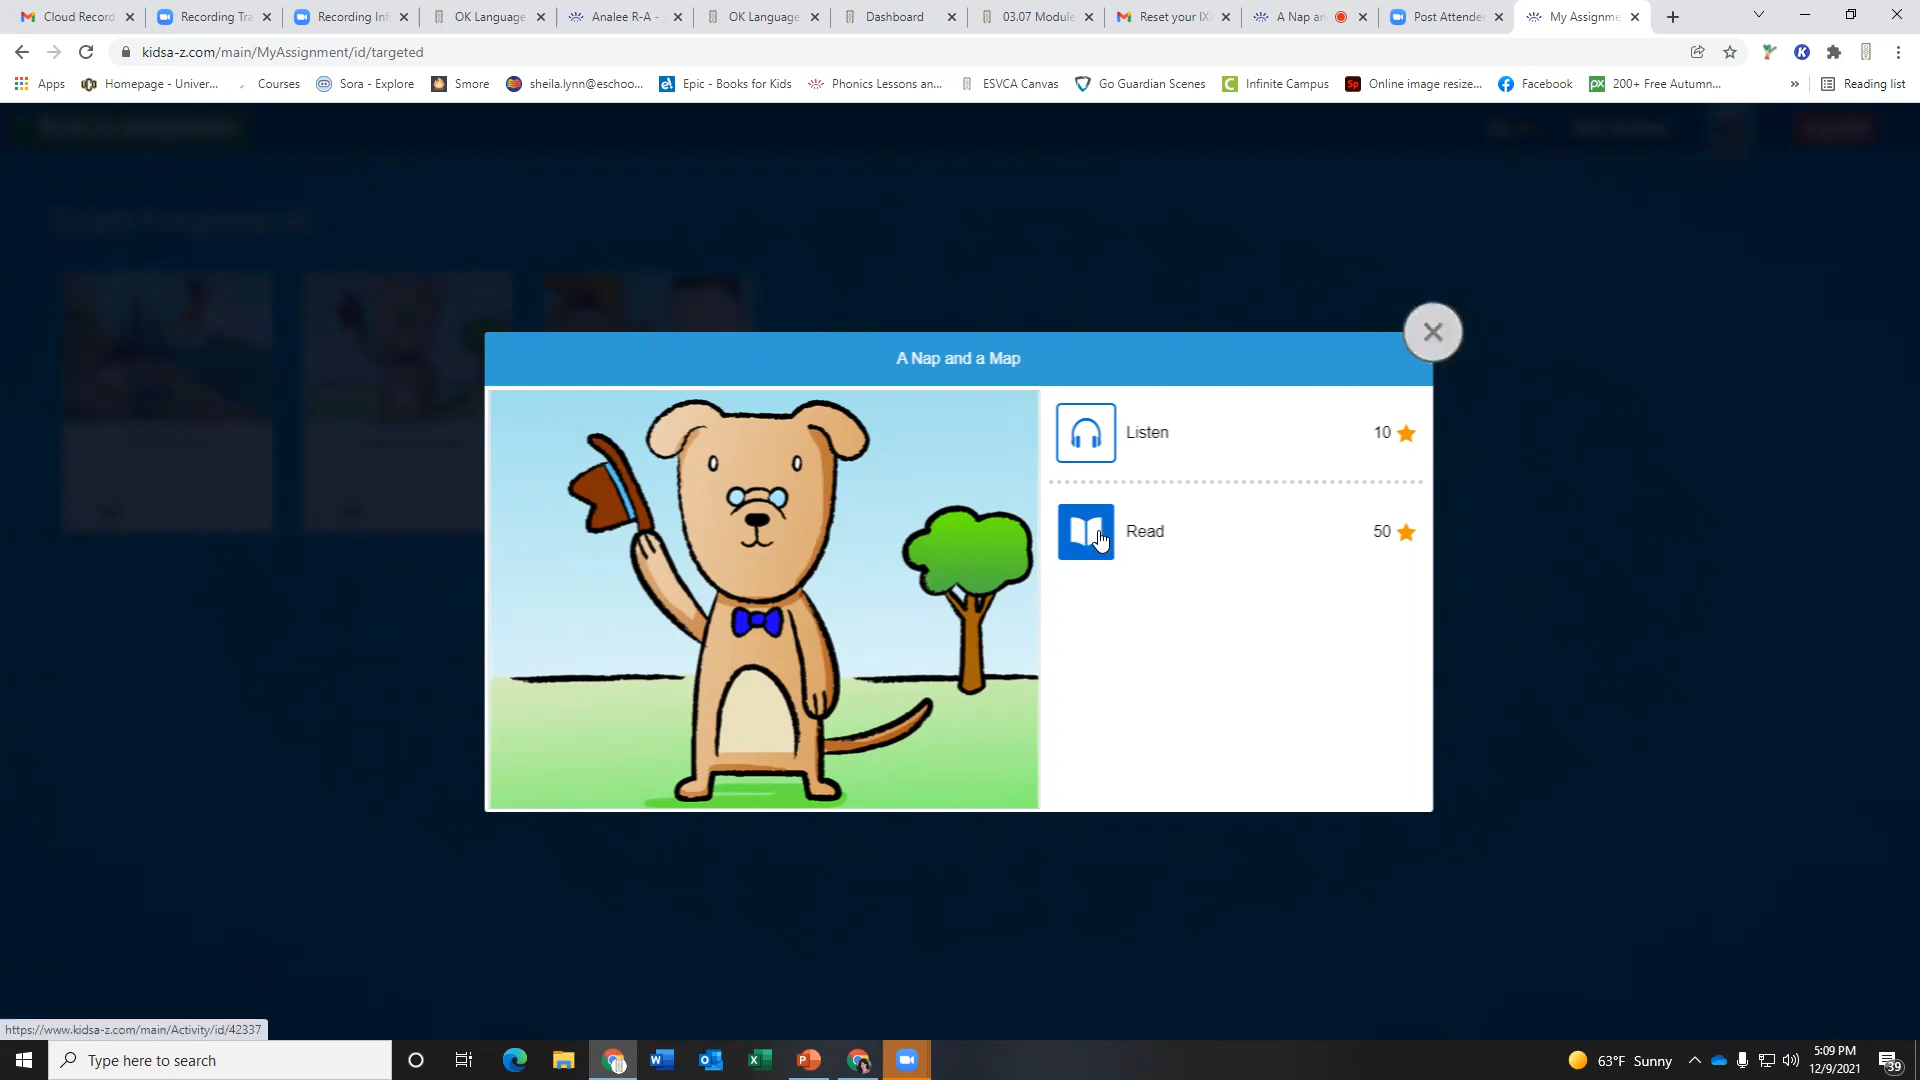 Cloud Record
Recording Tra
Recording Inf
OK Language
Analee R-A -
OK Language
Dashboard
03.07 Module
Reset your IXL
A Nap an
Post Attende
My Assignme
kidsa-z.com/main/MyAssignment/id/targeted
Apps
Homepage - Univer...
Courses
Sora - Explore
Smore
sheila.lynn@eschoo...
Epic - Books for Kids
Phonics Lessons an...
ESVCA Canvas
Go Guardian Scenes
Infinite Campus
Online image resize...
Facebook
200+ Free Autumn...
»
Reading list
A Nap and a Map
Listen 10
Read 50
https://www.kidsa-z.com/main/Activity/id/42337
Type here to search
63°F Sunny
5:09 PM
12/9/2021
39